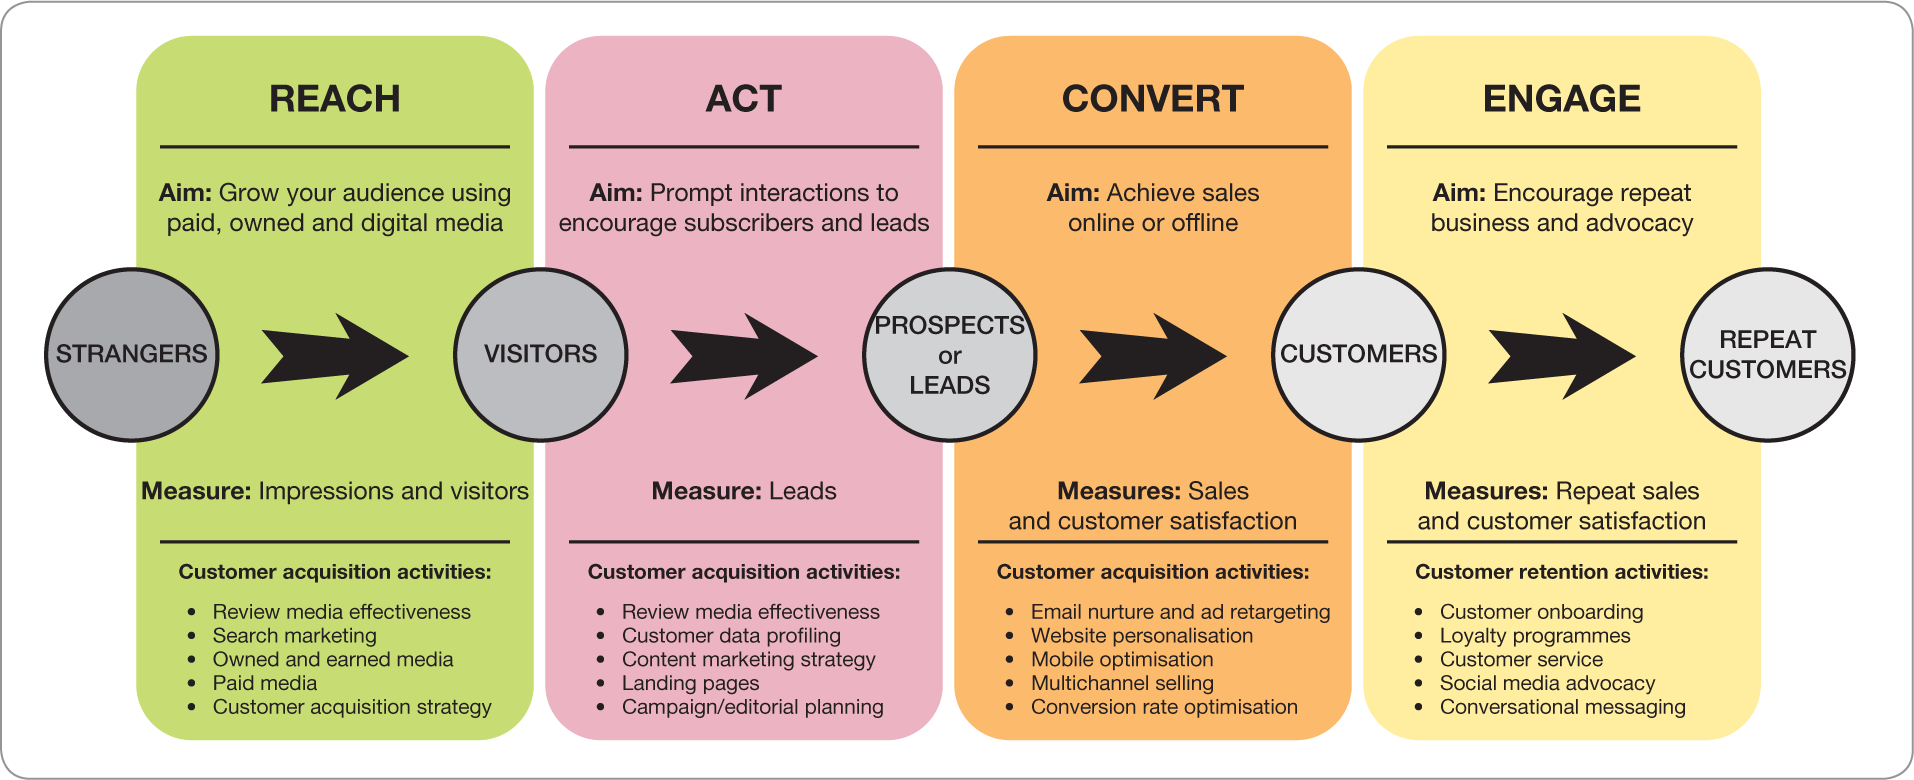 REACH
Aim: Grow your audience using
paid, owned and digital media
ACT
Aim: Prompt interactions to
encourage subscribers and leads
CONVERT
Aim: Achieve sales
online or offline
ENGAGE
Aim: Encourage repeat
business and advocacy
STRANGERS
VISITORS
PROSPECTS
or
LEADS
CUSTOMERS
REPEAT
CUSTOMERS
Measure: Impressions and visitors
Customer acquisition activities:
• Review media effectiveness
• Search marketing
• Owned and earned media
• Paid media
• Customer acquisition strategy
Measure: Leads
Customer acquisition activities:
• Review media effectiveness
• Customer data profiling
• Content marketing strategy
• Landing pages
• Campaign/editorial planning
Measures: Sales
and customer satisfaction
Customer acquisition activities:
• Email nurture and ad retargeting
• Website personalisation
• Mobile optimisation
• Multichannel selling
• Conversion rate optimisation
Measures: Repeat sales
and customer satisfaction
Customer retention activities:
• Customer onboarding
• Loyalty programmes
• Customer service
• Social media advocacy
• Conversational messaging